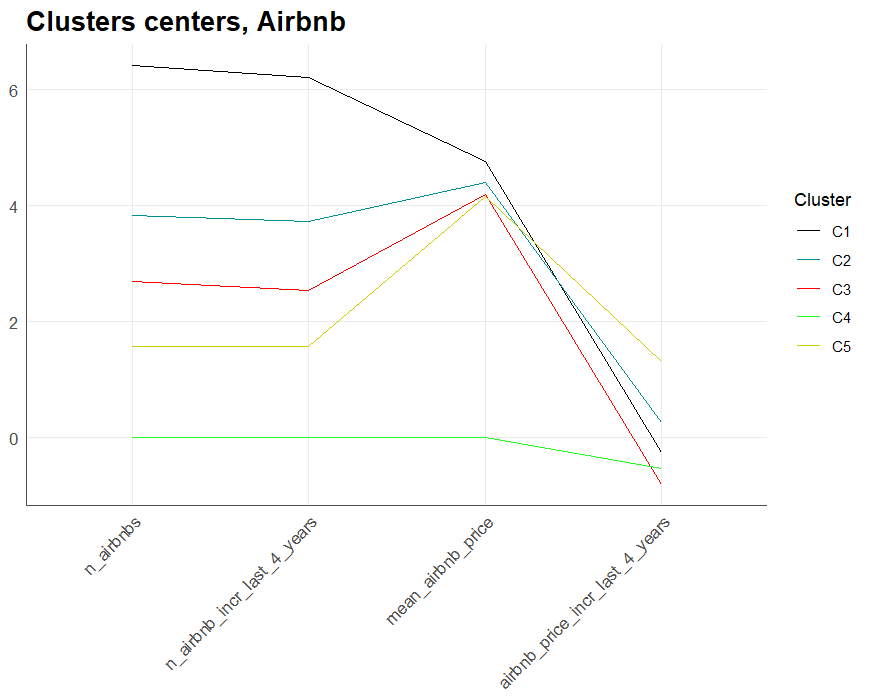 Clusters centers, Airbnb
6
4
2
0
n_airbnbs
n_airbnb_incr_last_4_years
mean_airbnb_price
airbnb_price_incr_last_4_years
Cluster
C1
C2
C3
C4
C5